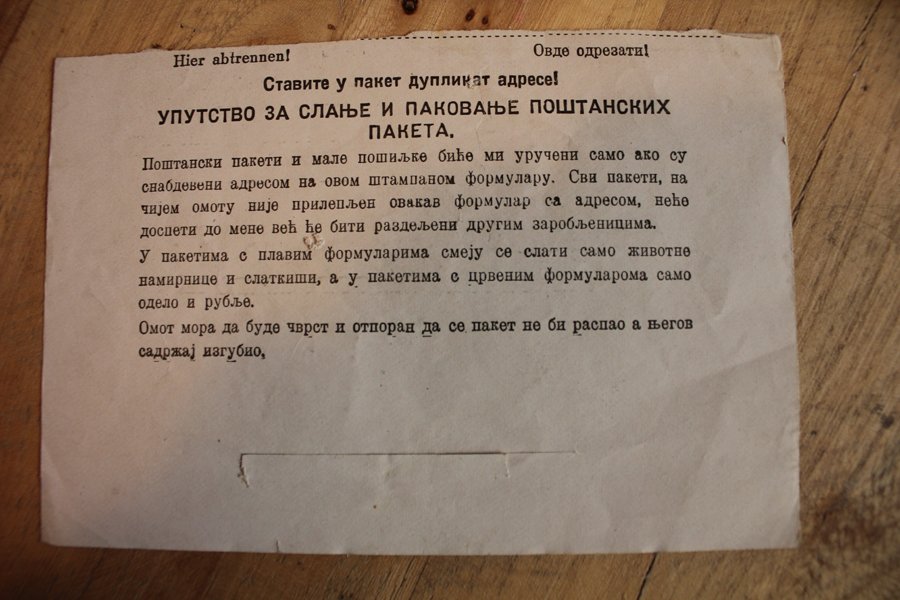 Hier abtrennen! Овде одрезати!
Ставите у пакет дупликат адресе!
УПУТСТВО ЗА СЛАЊЕ И ПАКОВАЊЕ ПОШТАНСКИХ
ПАКЕТА.
Поштански пакети и мале пошиљке биће ми уручени само ако су
снабдевени адресом на овом штампаном формулару. Сви пакети, на
чијем омоту није прилепљен овакав формулар са адресом, неће
доспети до мене већ ће бити раздељени другим заробљеницима.
У пакетима с плавим формуларима смеју се слати само животне
намирнице и слаткиши, а у пакетима с црвеним формуларома само
одело и рубље.
Омот мора да буде чврст и отпоран да се пакет не би распао а његов
садржај изгубио,